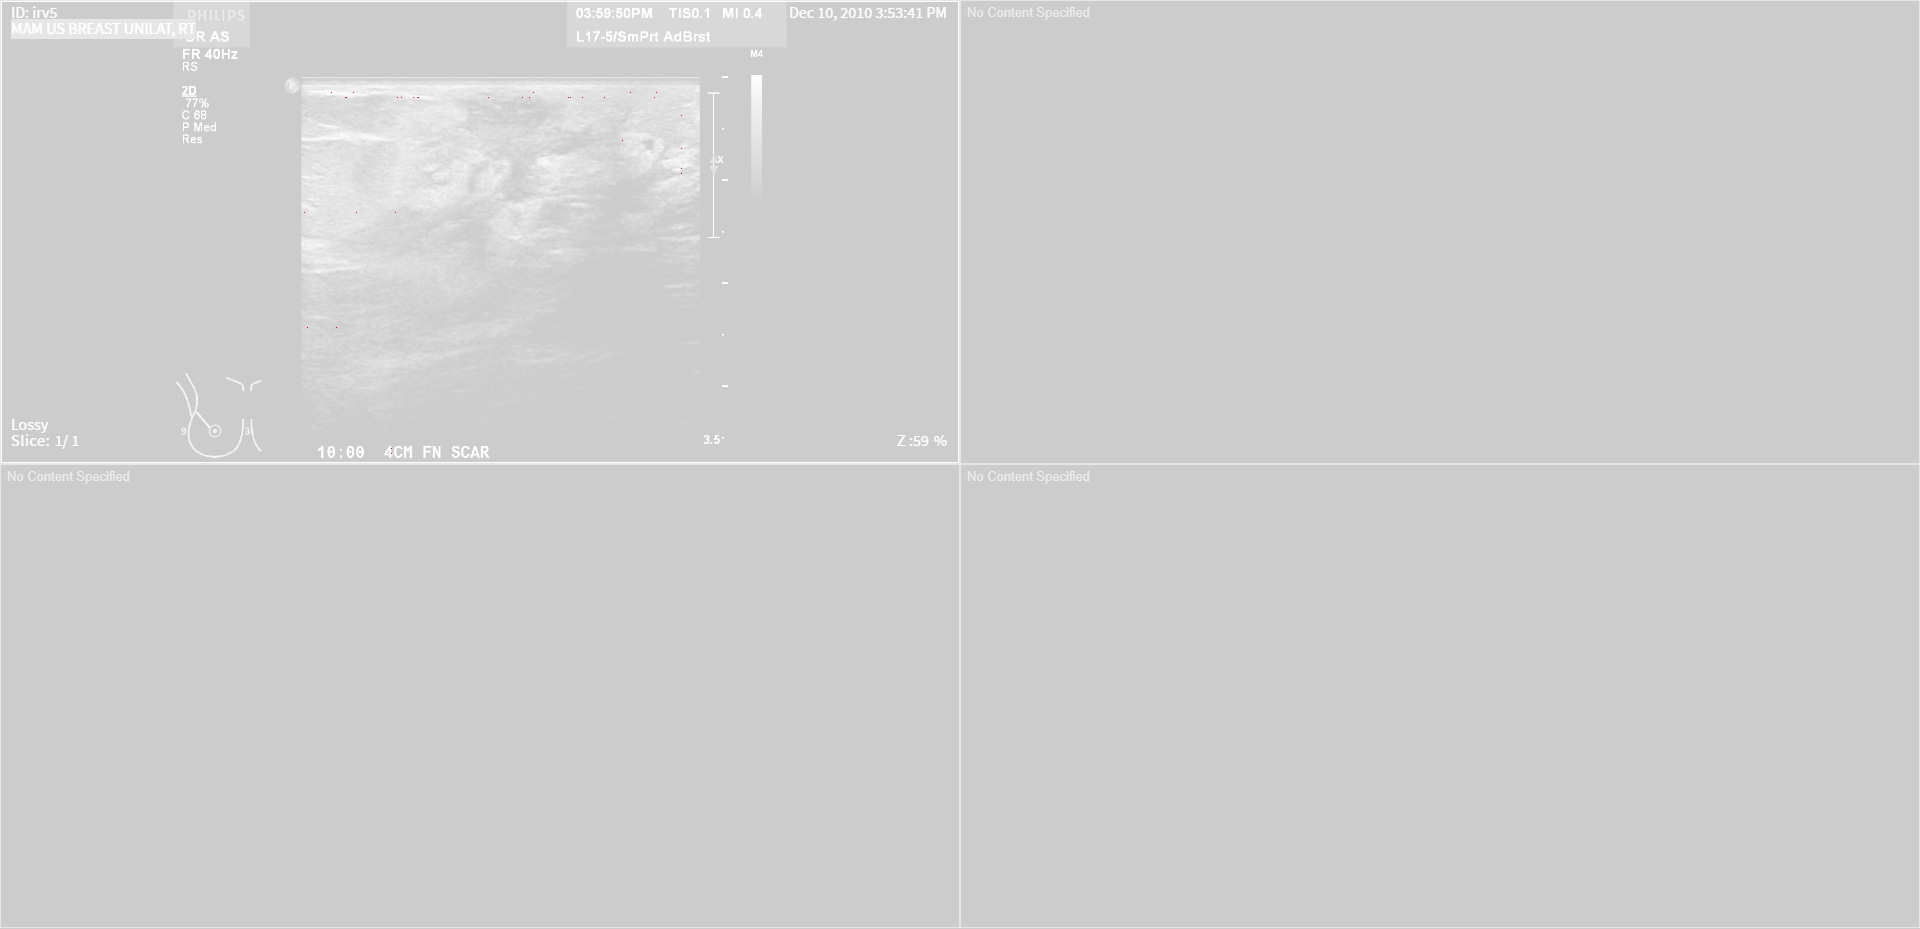 ID: irv5
MAM US BREAST UNILAT, RT
PHILIPS
03:59:50PM TIS0.1 MI 0.4
Dec 10, 2010 3:53:41 PM
L17-5/SmPrt AdBrst
FR 40Hz
RS
2D
77%
C 68
P Med
Res
M4
P
X
9
3
3.5
Lossy
Slice: 1/ 1
Z :59 %
10:00 4CM FN SCAR
No Content Specified
No Content Specified
No Content Specified